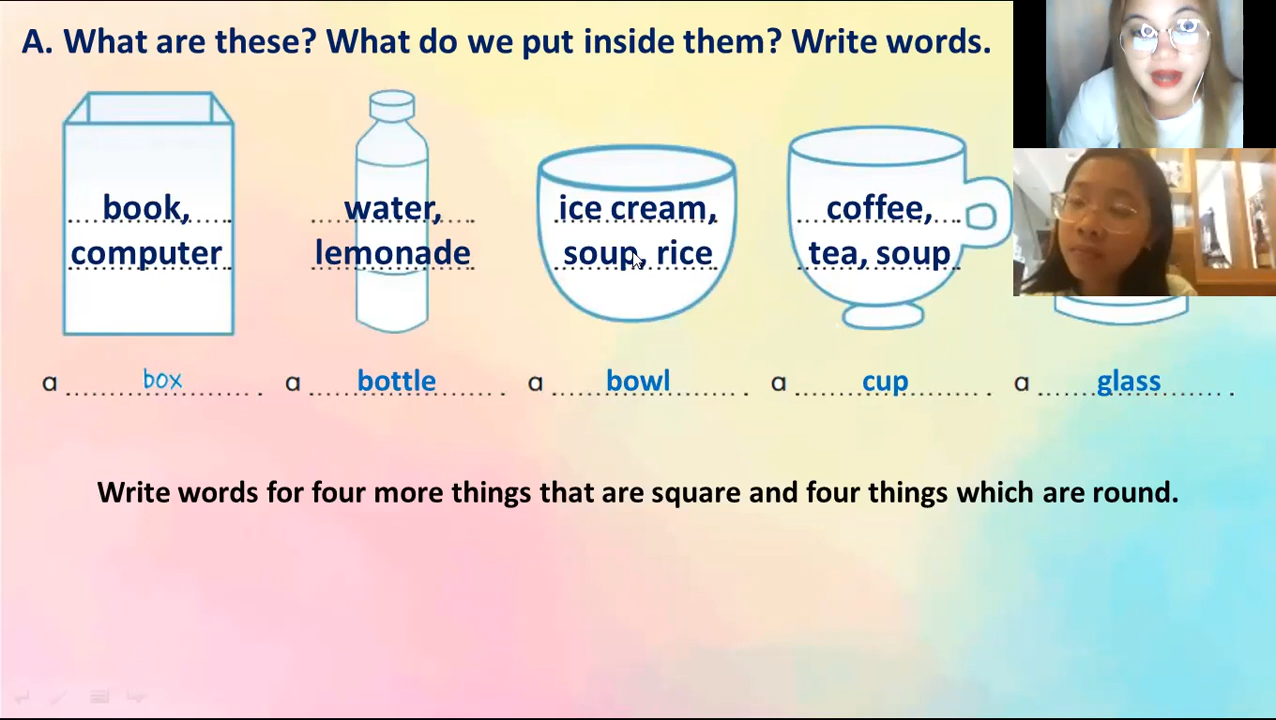 A. What are these? What do we put inside them? Write words.
book,
computer
water,
lemonade
ice cream,
soup, rice
coffee,
tea, soup
a box .
a bottle .
a bowl .
a cup .
a glass .
Write words for four more things that are square and four things which are round.